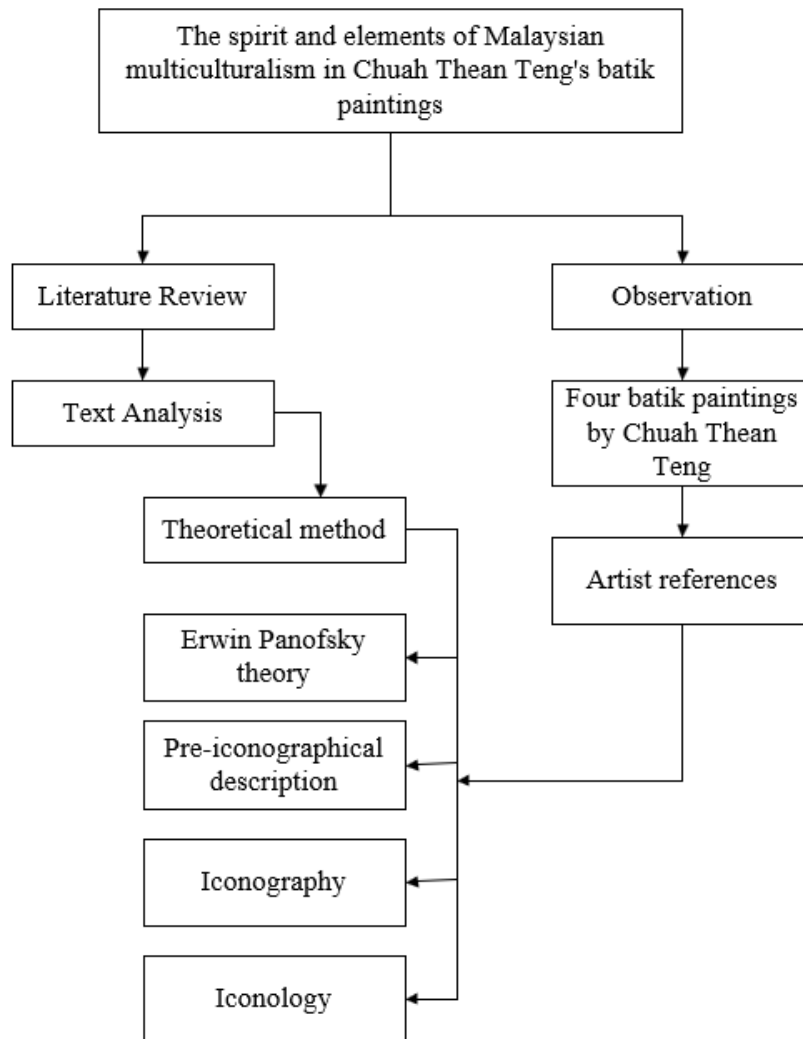 The spirit and elements of Malaysian
multiculturalism in Chuah Thean Teng's batik
paintings
Literature Review
Observation
Text Analysis
Four batik paintings
by Chuah Thean
Teng
Theoretical method
Artist references
Erwin Panofsky
theory
Pre-iconographical
description
Iconography
Iconology